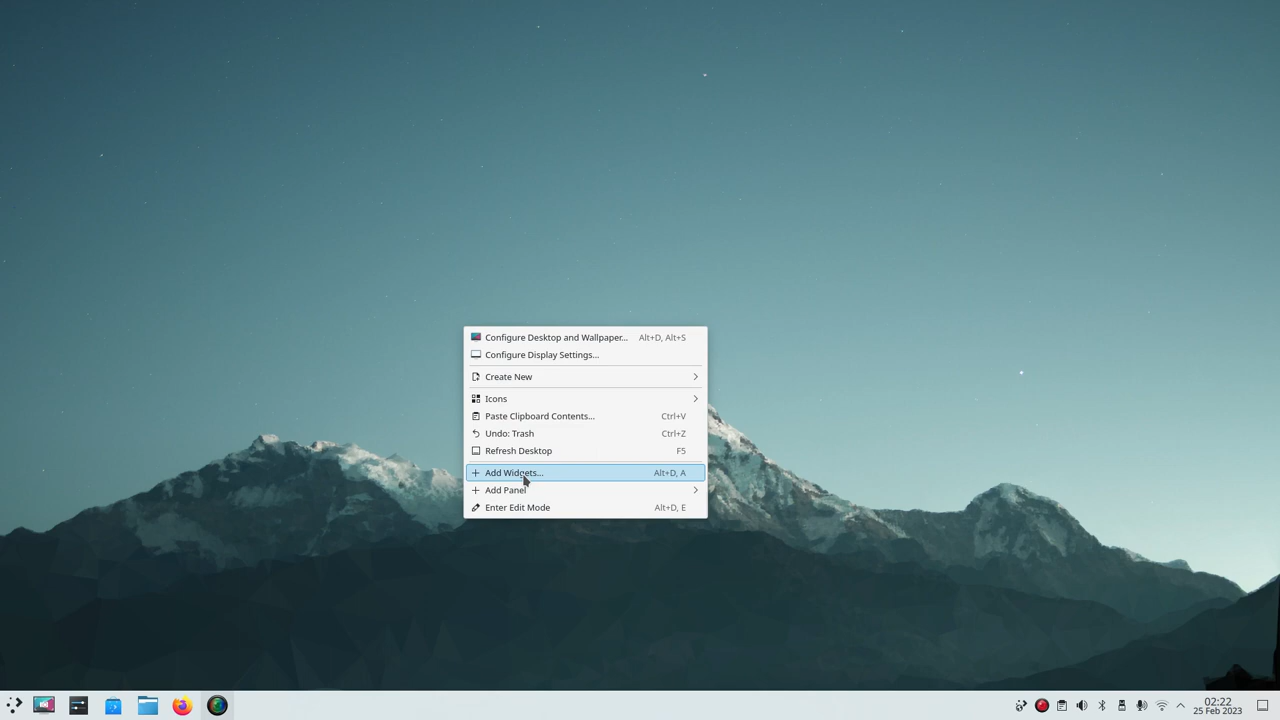 Configure Desktop and Wallpaper... Alt+D, Alt+S
Configure Display Settings...
Create New
Icons
Paste Clipboard Contents... Ctrl+V
Undo: Trash Ctrl+Z
Refresh Desktop F5
Add Widgets... Alt+D, A
Add Panel
Enter Edit Mode Alt+D, E
02:22
25 Feb 2023